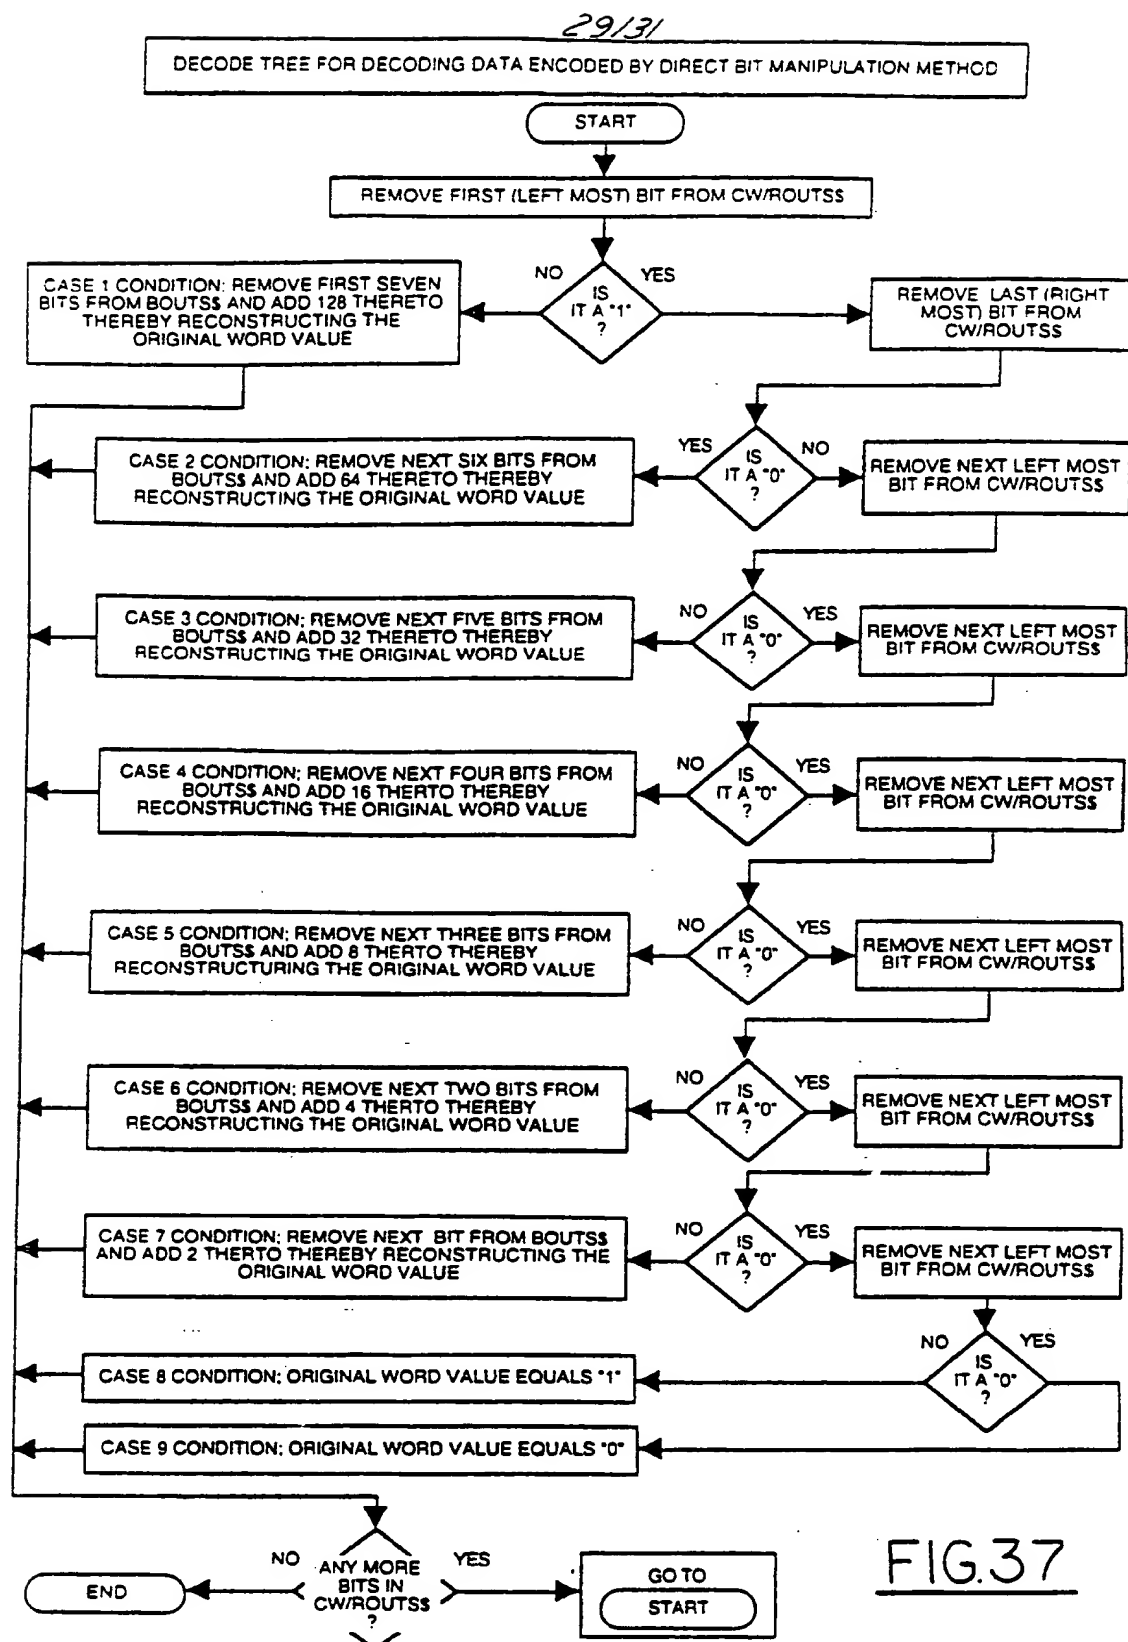 29/31
DECODE TREE FOR DECODING DATA ENCODED BY DIRECT BIT MANIPULATION METHOD
START
REMOVE FIRST (LEFT MOST) BIT FROM CW/ROUTS$
NO
YES
IS
IT A "1"
?
CASE 1 CONDITION: REMOVE FIRST SEVEN
BITS FROM BOUTS$ AND ADD 128 THERETO
THEREBY RECONSTRUCTING THE
ORIGINAL WORD VALUE
REMOVE LAST (RIGHT
MOST) BIT FROM
CW/ROUTS$
CASE 2 CONDITION: REMOVE NEXT SIX BITS FROM
BOUTS$ AND ADD 64 THERETO THEREBY
RECONSTRUCTING THE ORIGINAL WORD VALUE
YES
IS
IT A "0"
?
NO
REMOVE NEXT LEFT MOST
BIT FROM CW/ROUTS$
CASE 3 CONDITION: REMOVE NEXT FIVE BITS FROM
BOUTS$ AND ADD 32 THERETO THEREBY
RECONSTRUCTING THE ORIGINAL WORD VALUE
NO
IS
IT A "0"
?
YES
REMOVE NEXT LEFT MOST
BIT FROM CW/ROUTS$
CASE 4 CONDITION: REMOVE NEXT FOUR BITS FROM
BOUTS$ AND ADD 16 THERTO THEREBY
RECONSTRUCTING THE ORIGINAL WORD VALUE
NO
IS
IT A "0"
?
YES
REMOVE NEXT LEFT MOST
BIT FROM CW/ROUTS$
CASE 5 CONDITION: REMOVE NEXT THREE BITS FROM
BOUTS$ AND ADD 8 THERTO THEREBY
RECONSTRUCTURING THE ORIGINAL WORD VALUE
NO
IS
IT A "0"
?
YES
REMOVE NEXT LEFT MOST
BIT FROM CW/ROUTS$
CASE 6 CONDITION: REMOVE NEXT TWO BITS FROM
BOUTS$ AND ADD 4 THERTO THEREBY
RECONSTRUCTING THE ORIGINAL WORD VALUE
NO
IS
IT A "0"
?
YES
REMOVE NEXT LEFT MOST
BIT FROM CW/ROUTS$
CASE 7 CONDITION: REMOVE NEXT BIT FROM BOUTS$
AND ADD 2 THERTO THEREBY RECONSTRUCTING THE
ORIGINAL WORD VALUE
NO
IS
IT A "0"
?
YES
REMOVE NEXT LEFT MOST
BIT FROM CW/ROUTS$
NO
YES
IS
IT A "0"
?
CASE 8 CONDITION: ORIGINAL WORD VALUE EQUALS "1"
CASE 9 CONDITION: ORIGINAL WORD VALUE EQUALS "0"
END
NO
ANY MORE
BITS IN
CW/ROUTS$
?
YES
GO TO
START
FIG.37